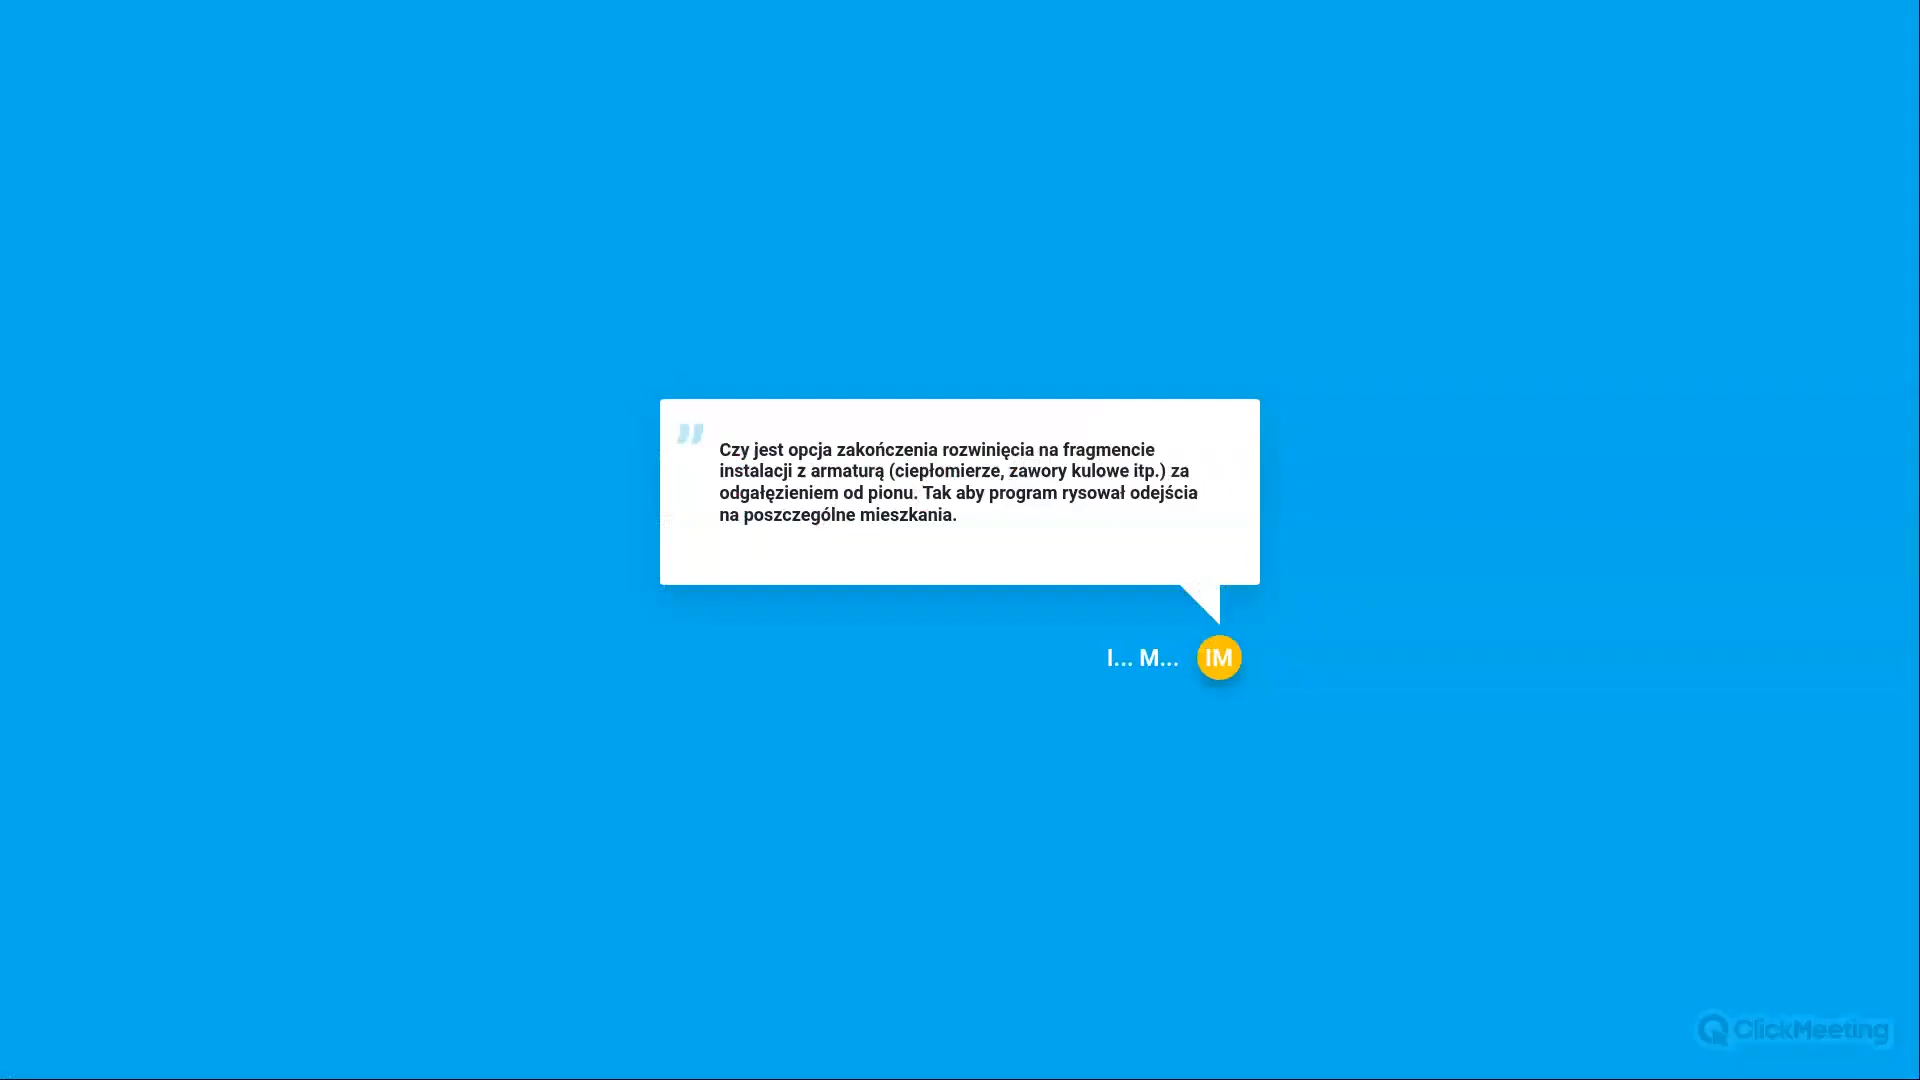 Czy jest opcja zakończenia rozwinięcia na fragmencie
instalacji z armaturą (ciepłomierze, zawory kulowe itp.) za
odgałęzieniem od pionu. Tak aby program rysował odejścia
na poszczególne mieszkania.
I... M... IM
ClickMeeting